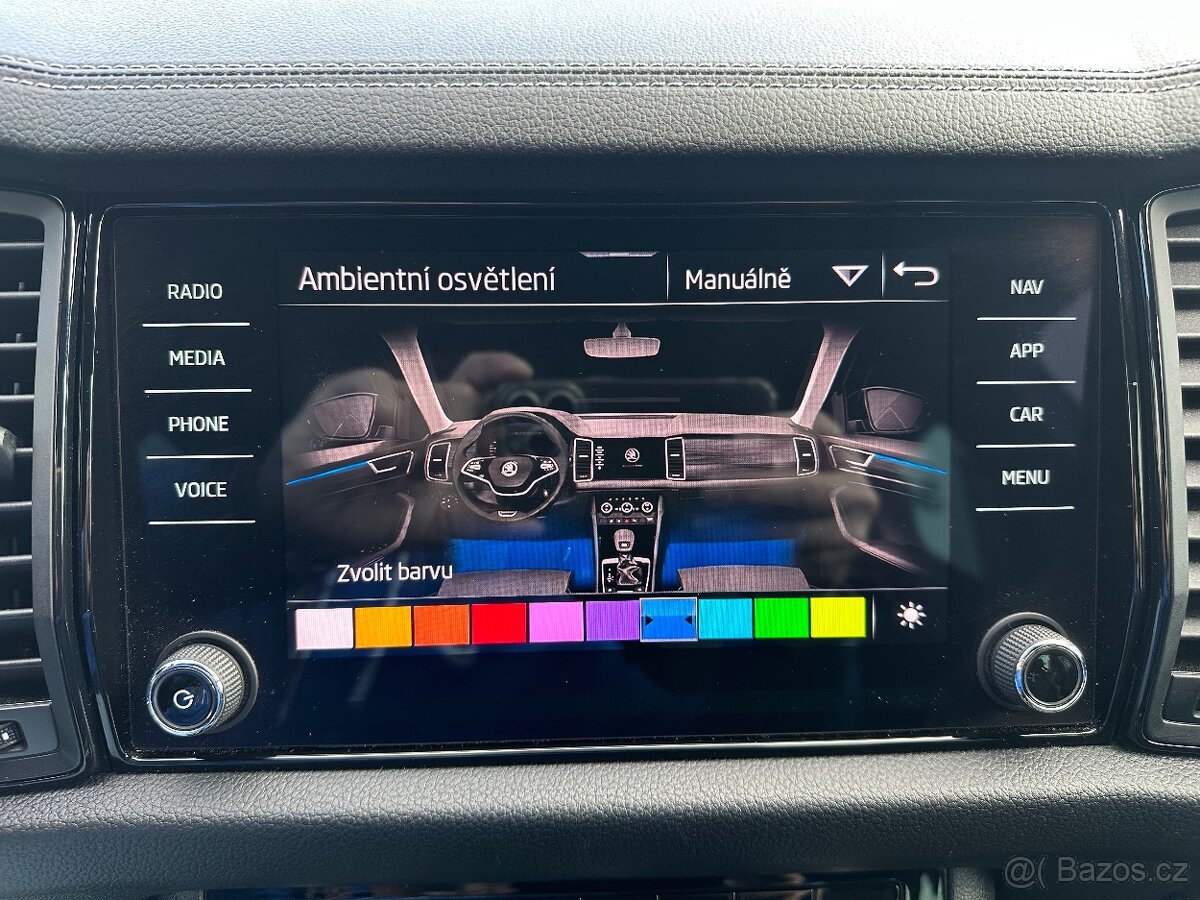 Ambientní osvětlení
Manuálně
RADIO
MEDIA
PHONE
VOICE
NAV
APP
CAR
MENU
Zvolit barvu
@( Bazos.cz